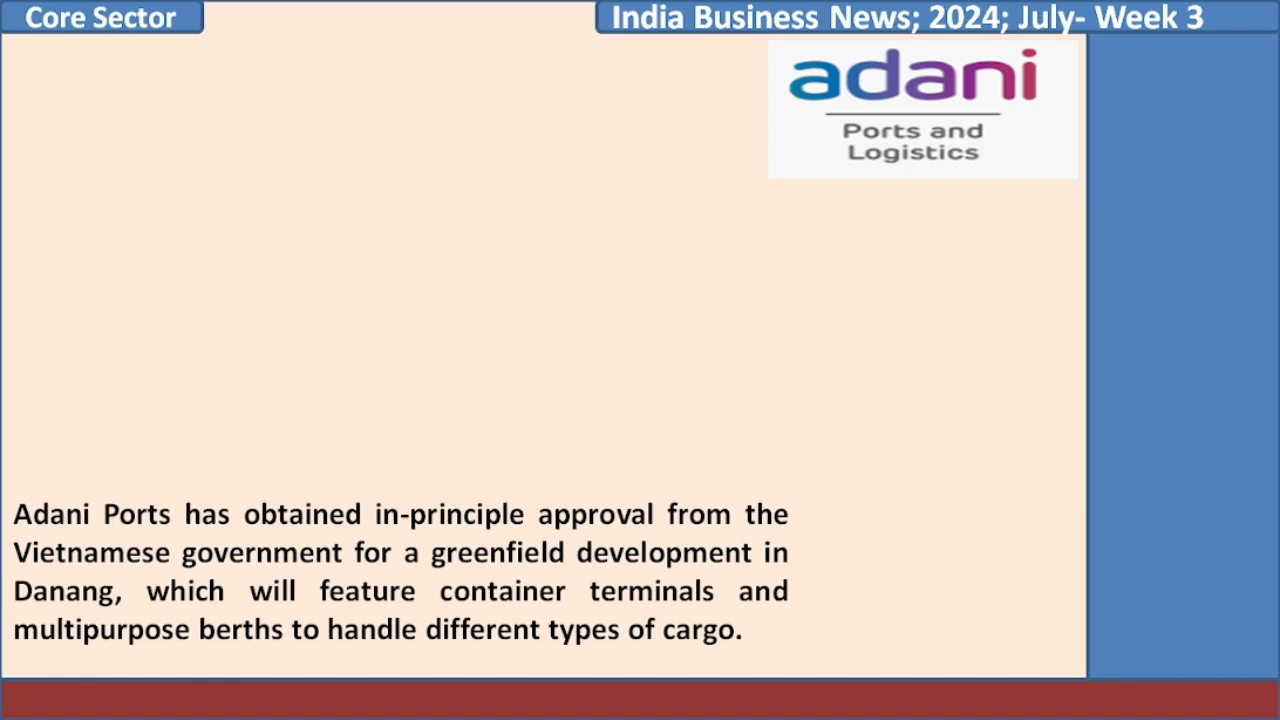 Core Sector
India Business News; 2024; July- Week 3
adani
Ports and
Logistics
Adani Ports has obtained in-principle approval from the
Vietnamese government for a greenfield development in
Danang, which will feature container terminals and
multipurpose berths to handle different types of cargo.